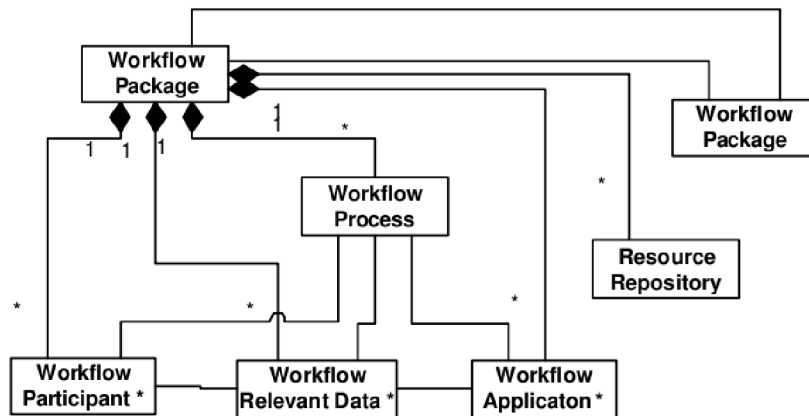 Workflow
Package
Workflow
Package
1
1
1
1
1
*
Workflow
Process
*
Resource
Repository
*
*
*
Workflow
Participant *
Workflow
Relevant Data *
Workflow
Applicaton *